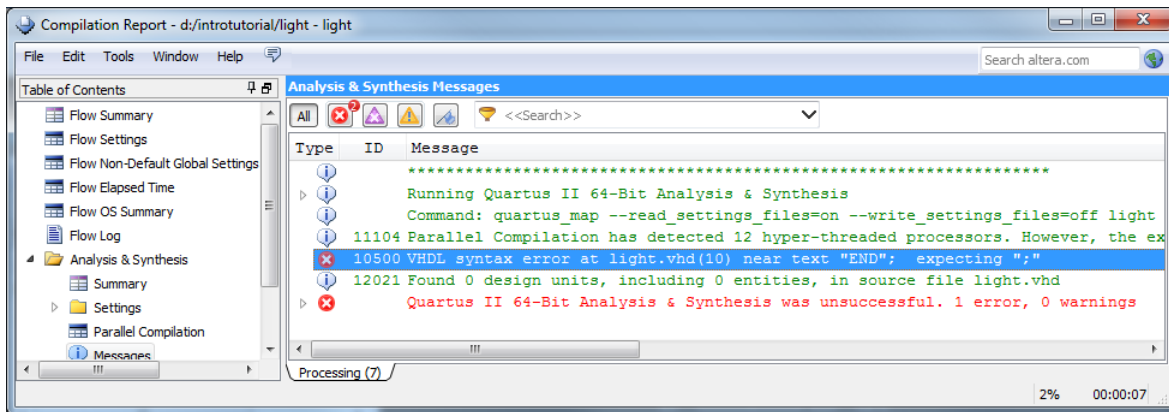 Compilation Report - d:/introtutorial/light - light
File Edit Tools Window Help
Search altera.com
Table of Contents
Flow Summary
Flow Settings
Flow Non-Default Global Settings
Flow Elapsed Time
Flow OS Summary
Flow Log
Analysis & Synthesis
Summary
Settings
Parallel Compilation
Messages
Analysis & Synthesis Messages
All 2 <<Search>>
Type ID Message
*******************************************************************
Running Quartus II 64-Bit Analysis & Synthesis
Command: quartus_map --read_settings_files=on --write_settings_files=off light
11104 Parallel Compilation has detected 12 hyper-threaded processors. However, the ex
10500 VHDL syntax error at light.vhd(10) near text "END"; expecting ";"
12021 Found 0 design units, including 0 entities, in source file light.vhd
Quartus II 64-Bit Analysis & Synthesis was unsuccessful. 1 error, 0 warnings
Processing (7)
2% 00:00:07